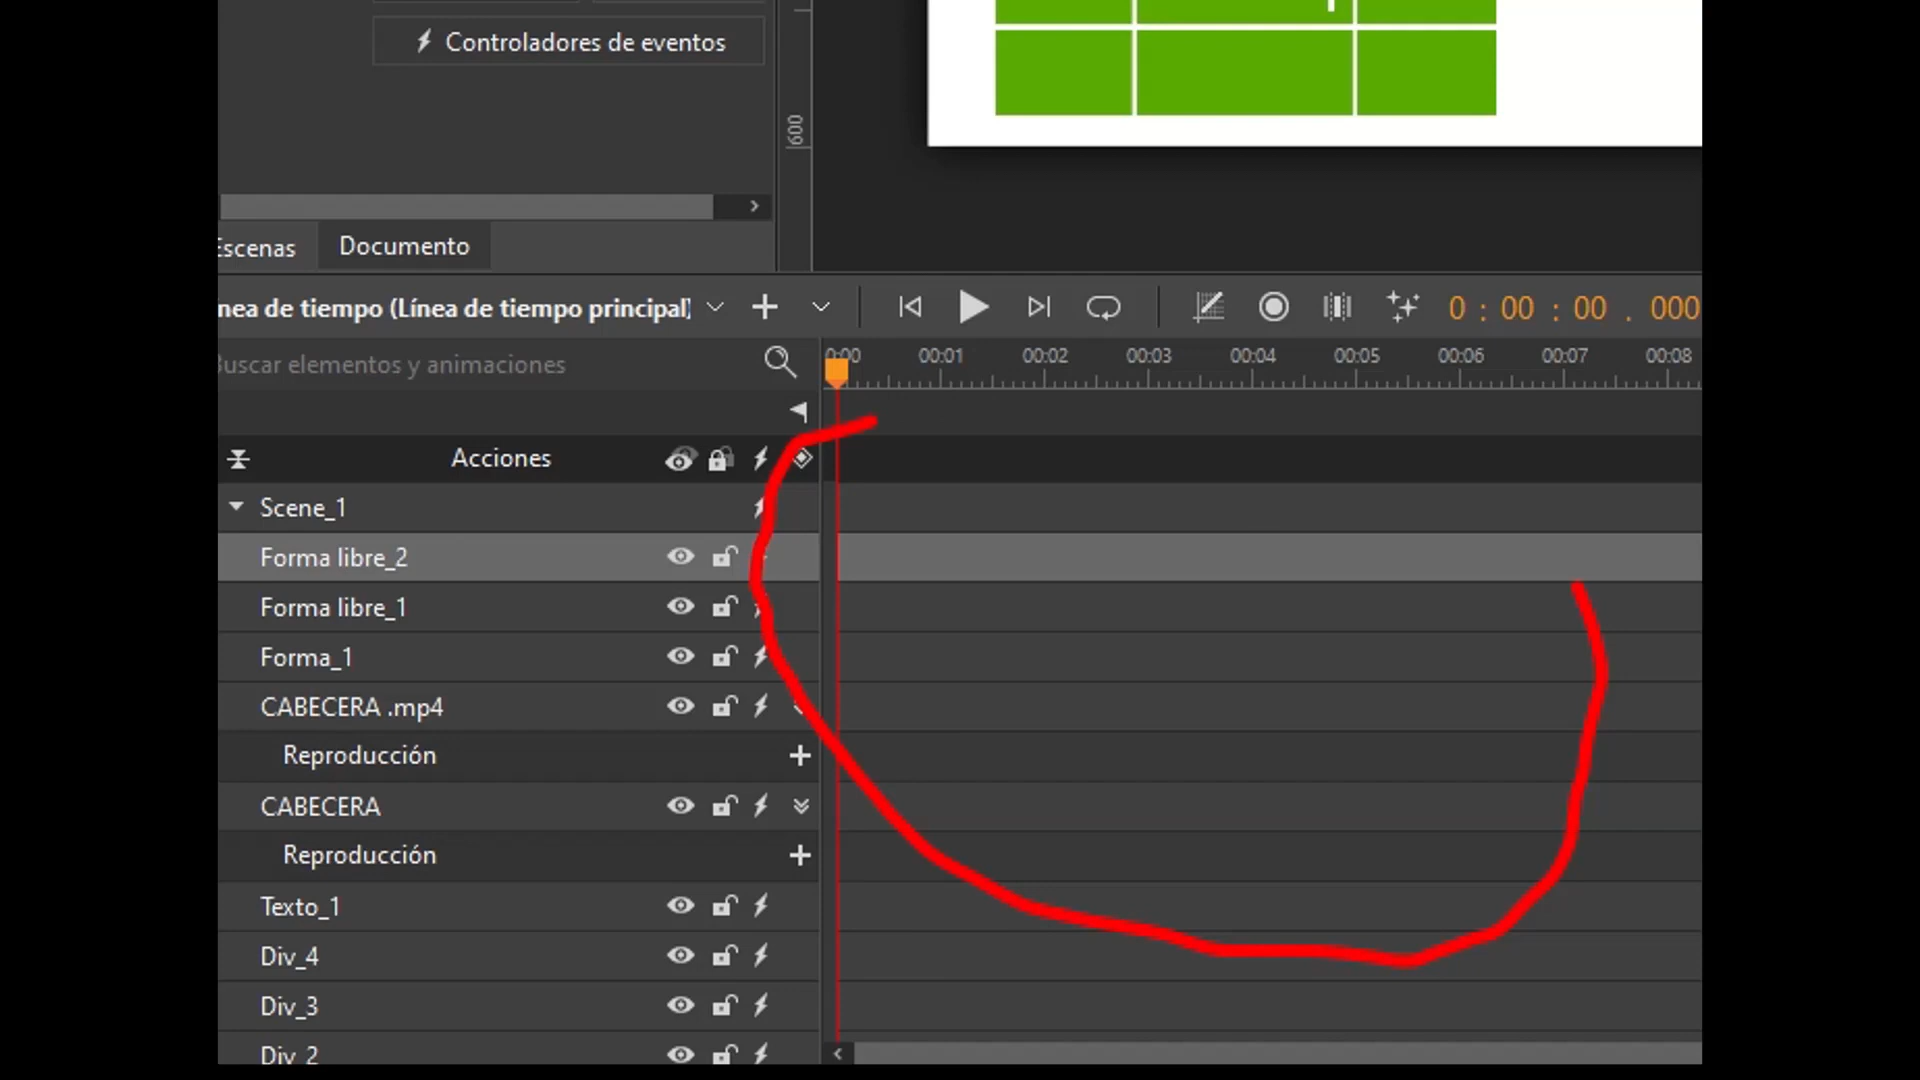 Controladores de eventos
600
Escenas Documento
nea de tiempo (Línea de tiempo principal) 0 : 00 : 00 . 000
Buscar elementos y animaciones 0:00 00:01 00:02 00:03 00:04 00:05 00:06 00:07 00:08
Acciones
Scene_1
Forma libre_2
Forma libre_1
Forma_1
CABECERA .mp4
Reproducción
CABECERA
Reproducción
Texto_1
Div_4
Div_3
Div_2